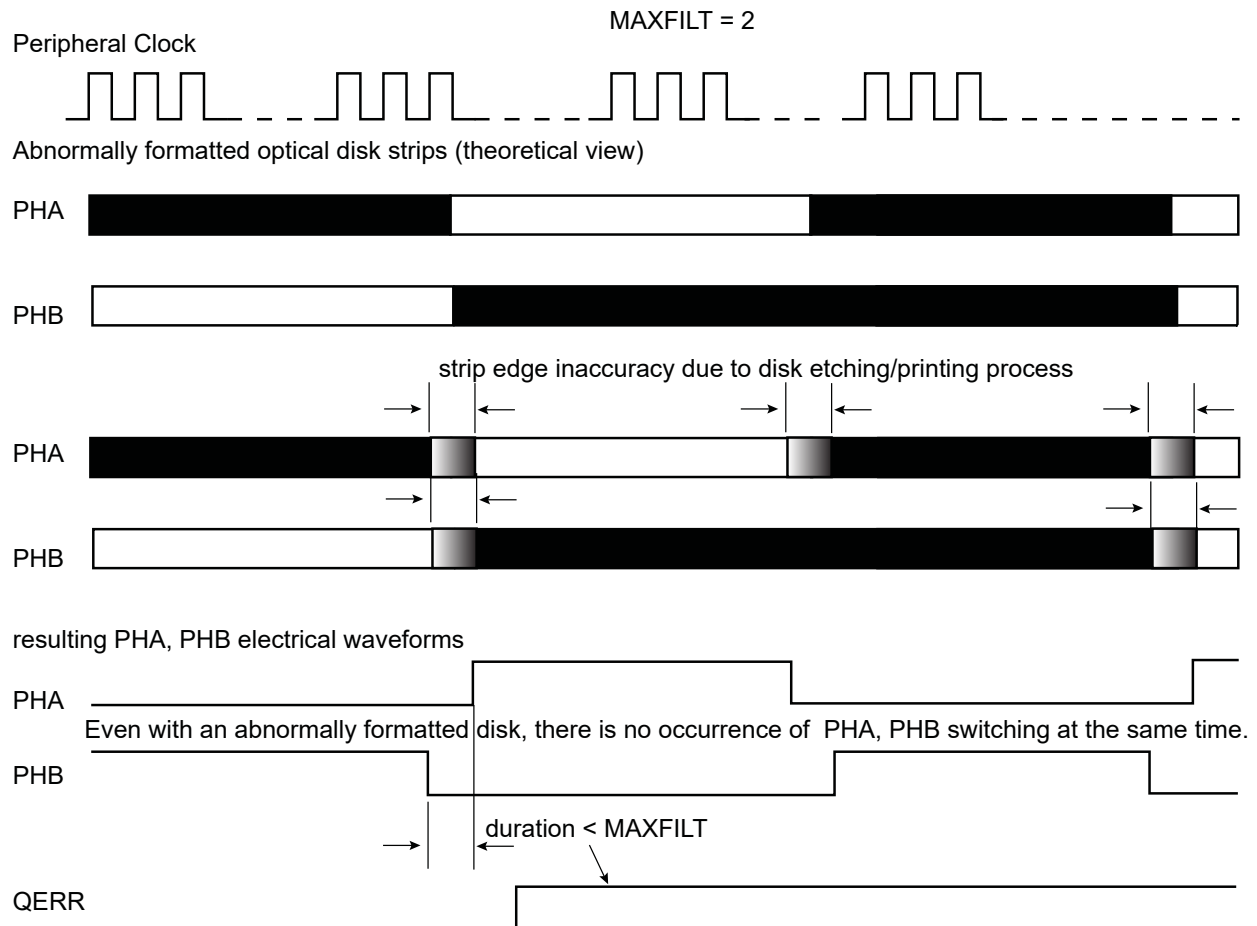 MAXFILT = 2
Peripheral Clock
Abnormally formatted optical disk strips (theoretical view)
PHA
PHB
strip edge inaccuracy due to disk etching/printing process
PHA
PHB
resulting PHA, PHB electrical waveforms
PHA
Even with an abnormally formatted disk, there is no occurrence of PHA, PHB switching at the same time.
PHB
duration < MAXFILT
QERR